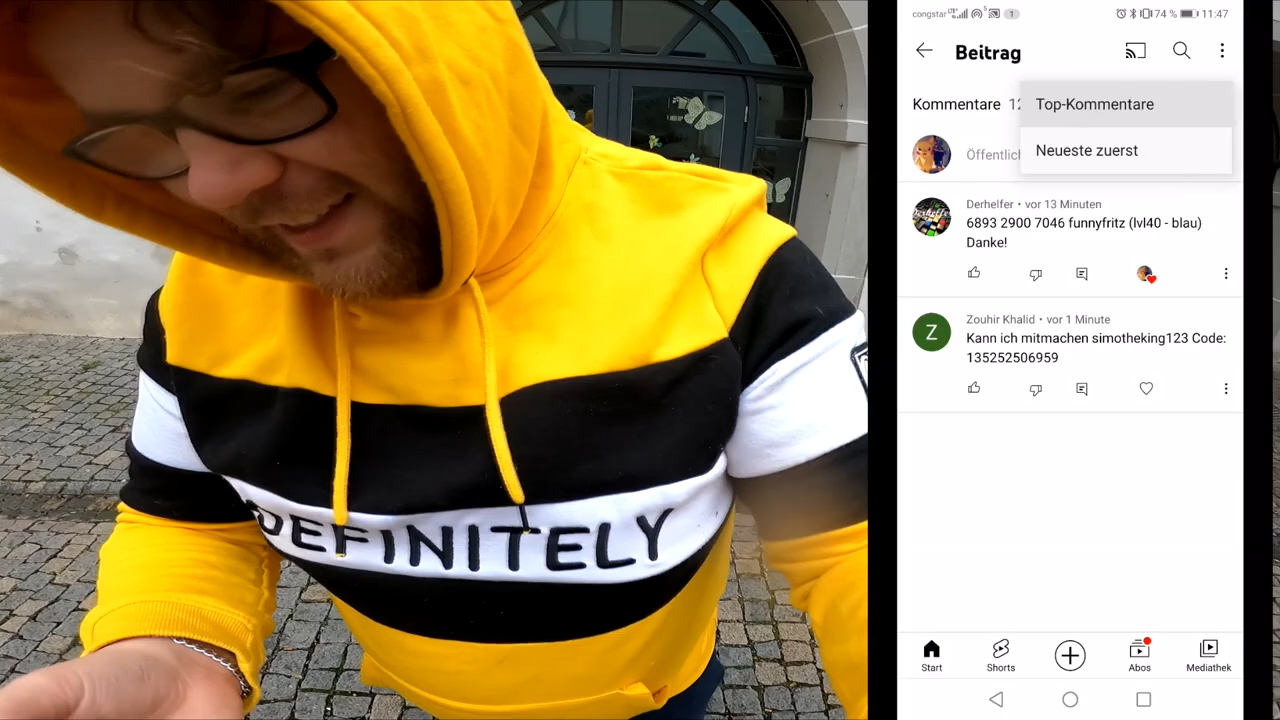 DEFINITELY
congstar 1 74 % 11:47
Beitrag
Kommentare 12
Top-Kommentare
Neueste zuerst
Öffentlich
Derhelfer • vor 13 Minuten
6893 2900 7046 funnyfritz (lvl40 - blau)
Danke!
Z
Zouhir Khalid • vor 1 Minute
Kann ich mitmachen simotheking123 Code:
135252506959
Start Shorts Abos Mediathek